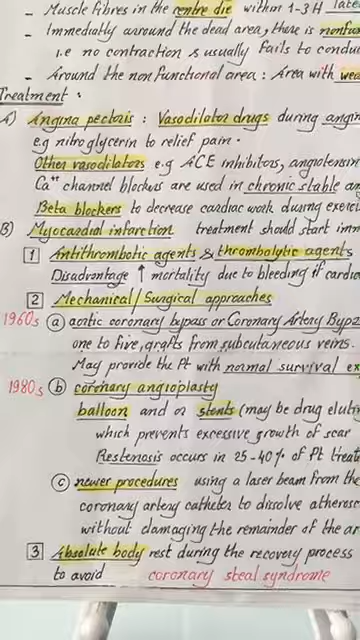 - Muscle fibres in the centre die within 1-3 H late
- Immediately around the dead area, there is nonfun
i.e no contraction & usually fails to condu
- Around the non functional area : Area with wea
Treatment :
A) Angina pectoris : Vasodilator drugs during angin
e.g nitroglycerin to relief pain.
Other vasodilators e.g ACE inhibitors, angiotensin
Ca++ channel blockers are used in chronic stable an
Beta blockers to decrease cardiac work during exerci
B) Myocardial infarction treatment should start imm
1 Antithrombotic agents & thrombolytic agents
Disadvantage ↑ mortality due to bleeding if cardia
2 Mechanical/Surgical approaches
1960s a aortic coronary bypass or Coronary Artery Bypa
one to five, grafts from subcutaneous veins.
May provide the Pt with normal survival ex
1980s b coronary angioplasty
balloon and or stents (may be drug eluti
which prevents excessive growth of scar
Restenosis occurs in 25-40% of Pt treat
c newer procedures using a laser beam from the
coronary artery catheter to dissolve atherosc
without damaging the remainder of the ar
3 Absolute body rest during the recovery process
to avoid coronary steal syndrome